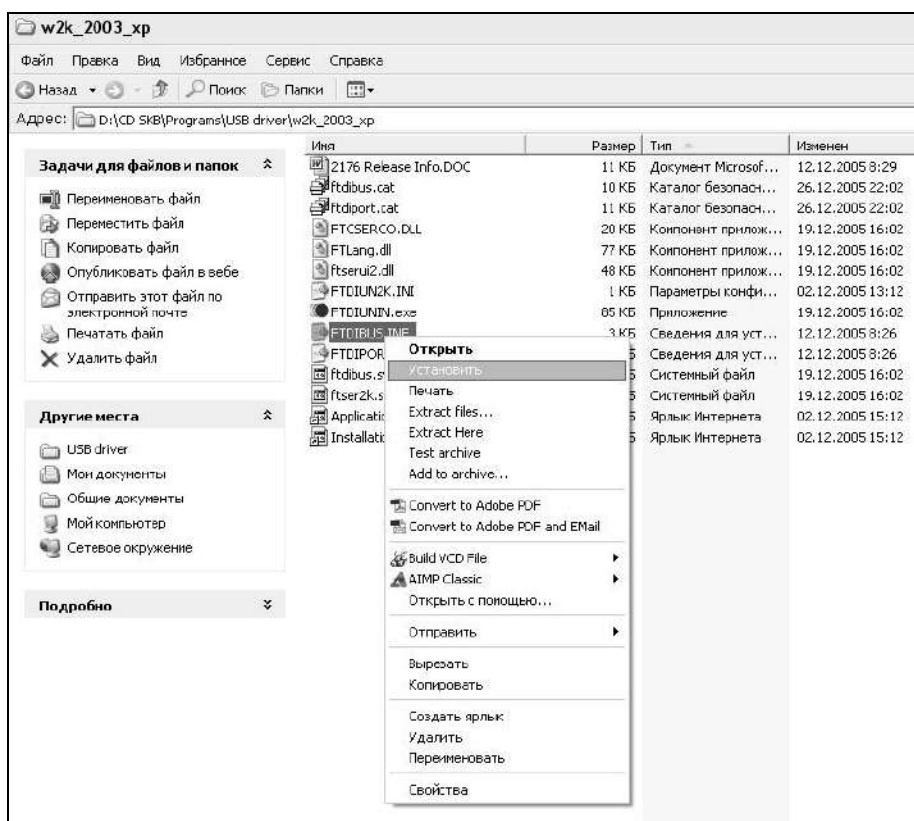 w2k_2003_xp
Файл Правка Вид Избранное Сервис Справка
Назад Поиск Папки
Адрес: D:\CD SKB\Programs\USB driver\w2k_2003_xp
Имя Размер Тип Изменен
Задачи для файлов и папок
Переименовать файл
Переместить файл
Копировать файл
Опубликовать файл в вебе
Отправить этот файл по
электронной почте
Печатать файл
Удалить файл
Другие места
USB driver
Мои документы
Общие документы
Мой компьютер
Сетевое окружение
Подробно
2176 Release Info.DOC 11 КБ Документ Microsof... 12.12.2005 8:29
ftdibus.cat 10 КБ Каталог безопасн... 26.12.2005 22:02
ftdiport.cat 11 КБ Каталог безопасн... 26.12.2005 22:02
FTCSERCO.DLL 20 КБ Компонент прилож... 19.12.2005 16:02
FTLang.dll 77 КБ Компонент прилож... 19.12.2005 16:02
ftserui2.dll 48 КБ Компонент прилож... 19.12.2005 16:02
FTDIUN2K.INI 1 КБ Параметры конфи... 02.12.2005 13:12
FTDIUNIN.exe 85 КБ Приложение 19.12.2005 16:02
FTDIBUS.INF 3 КБ Сведения для уст... 12.12.2005 8:26
FTDIPOR Б Сведения для уст... 12.12.2005 8:26
ftdibus.s Б Системный файл 19.12.2005 16:02
ftser2k.s Б Системный файл 19.12.2005 16:02
Applicatic Б Ярлык Интернета 02.12.2005 15:12
Installatic Б Ярлык Интернета 02.12.2005 15:12
Открыть
Установить
Печать
Extract files...
Extract Here
Test archive
Add to archive...
Convert to Adobe PDF
Convert to Adobe PDF and EMail
Build VCD File
AIMP Classic
Открыть с помощью...
Отправить
Вырезать
Копировать
Создать ярлык
Удалить
Переименовать
Свойства